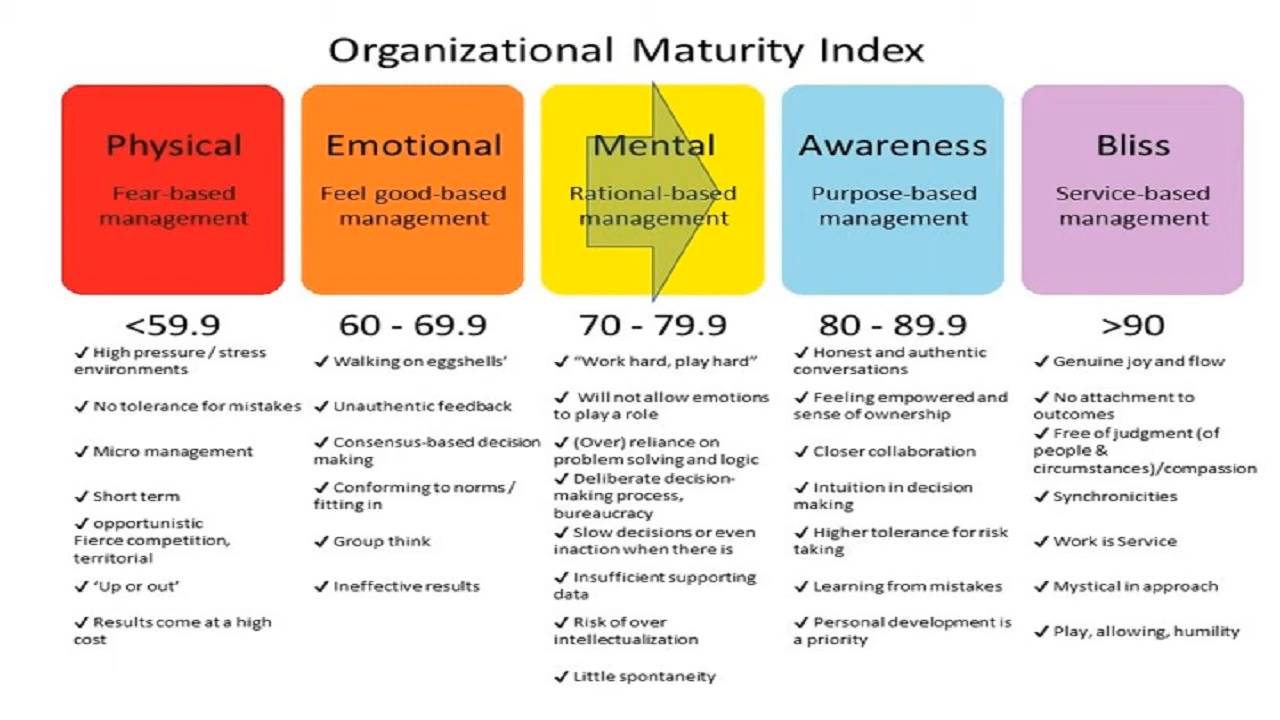 Organizational Maturity Index
Physical
Fear-based
management
Emotional
Feel good-based
management
Mental
Rational-based
management
Awareness
Purpose-based
management
Bliss
Service-based
management
<59.9
✓ High pressure / stress
environments
✓ No tolerance for mistakes
✓ Micro management
✓ Short term
✓ opportunistic
Fierce competition,
territorial
✓ ‘Up or out’
✓ Results come at a high
cost
60 - 69.9
✓ Walking on eggshells’
✓ Unauthentic feedback
✓ Consensus-based decision
making
✓ Conforming to norms /
fitting in
✓ Group think
✓ Ineffective results
70 - 79.9
✓ “Work hard, play hard”
✓ Will not allow emotions
to play a role
✓ (Over) reliance on
problem solving and logic
✓ Deliberate decision-
making process,
bureaucracy
✓ Slow decisions or even
inaction when there is
✓ Insufficient supporting
data
✓ Risk of over
intellectualization
✓ Little spontaneity
80 - 89.9
✓ Honest and authentic
conversations
✓ Feeling empowered and
sense of ownership
✓ Closer collaboration
✓ Intuition in decision
making
✓ Higher tolerance for risk
taking
✓ Learning from mistakes
✓ Personal development is
a priority
>90
✓ Genuine joy and flow
✓ No attachment to
outcomes
✓ Free of judgment (of
people &
circumstances)/compassion
✓ Synchronicities
✓ Work is Service
✓ Mystical in approach
✓ Play, allowing, humility